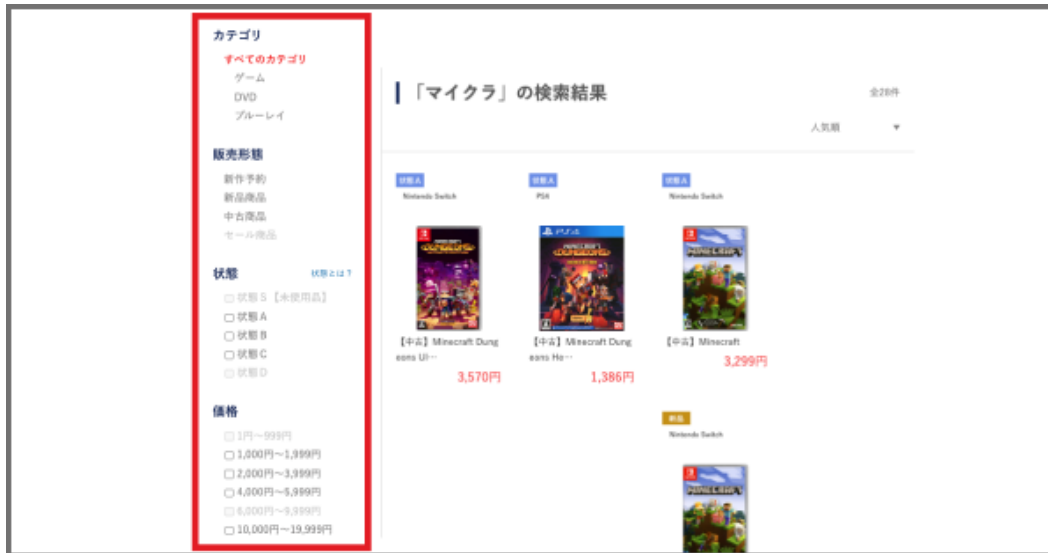 カテゴリ
すべてのカテゴリ
ゲーム
DVD
ブルーレイ
販売形態
新作予約
新品商品
中古商品
セール商品
状態 状態とは?
状態S【未使用品】
状態A
状態B
状態C
状態D
価格
1円〜999円
1,000円〜1,999円
2,000円〜3,999円
4,000円〜5,999円
6,000円〜9,999円
10,000円〜19,999円
「マイクラ」の検索結果
全28件
人気順
状態A
Nintendo Switch
MINECRAFT
DUNGEONS
【中古】Minecraft Dung
eons Ul…
3,570円
状態A
PS4
PS4
MINECRAFT
DUNGEONS
【中古】Minecraft Dung
eons He…
1,386円
状態A
Nintendo Switch
MINECRAFT
【中古】Minecraft
3,299円
新品
Nintendo Switch
MINECRAFT